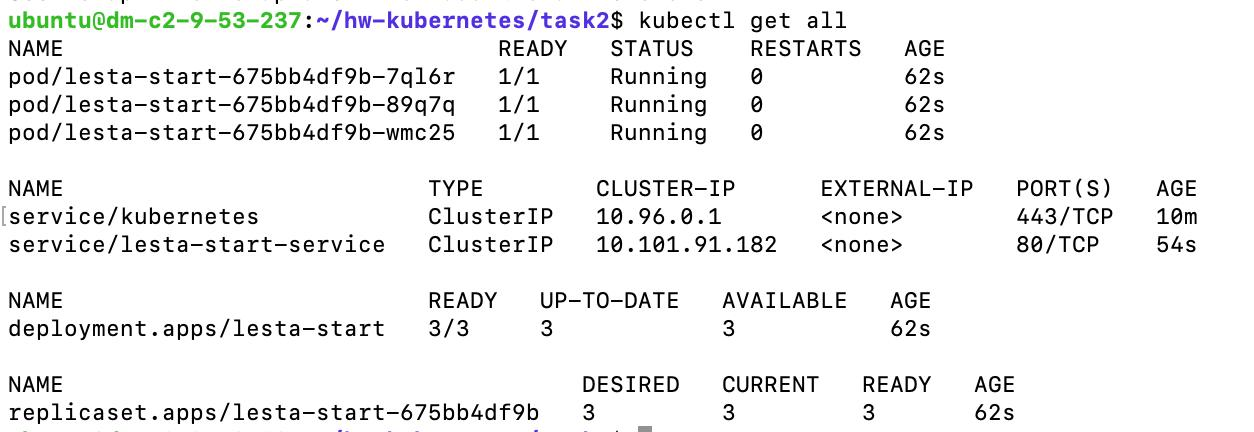 ubuntu@dm-c2-9-53-237:~/hw-kubernetes/task2$ kubectl get all
NAME READY STATUS RESTARTS AGE
pod/lesta-start-675bb4df9b-7ql6r 1/1 Running 0 62s
pod/lesta-start-675bb4df9b-89q7q 1/1 Running 0 62s
pod/lesta-start-675bb4df9b-wmc25 1/1 Running 0 62s
NAME TYPE CLUSTER-IP EXTERNAL-IP PORT(S) AGE
service/kubernetes ClusterIP 10.96.0.1 <none> 443/TCP 10m
service/lesta-start-service ClusterIP 10.101.91.182 <none> 80/TCP 54s
NAME READY UP-TO-DATE AVAILABLE AGE
deployment.apps/lesta-start 3/3 3 3 62s
NAME DESIRED CURRENT READY AGE
replicaset.apps/lesta-start-675bb4df9b 3 3 3 62s